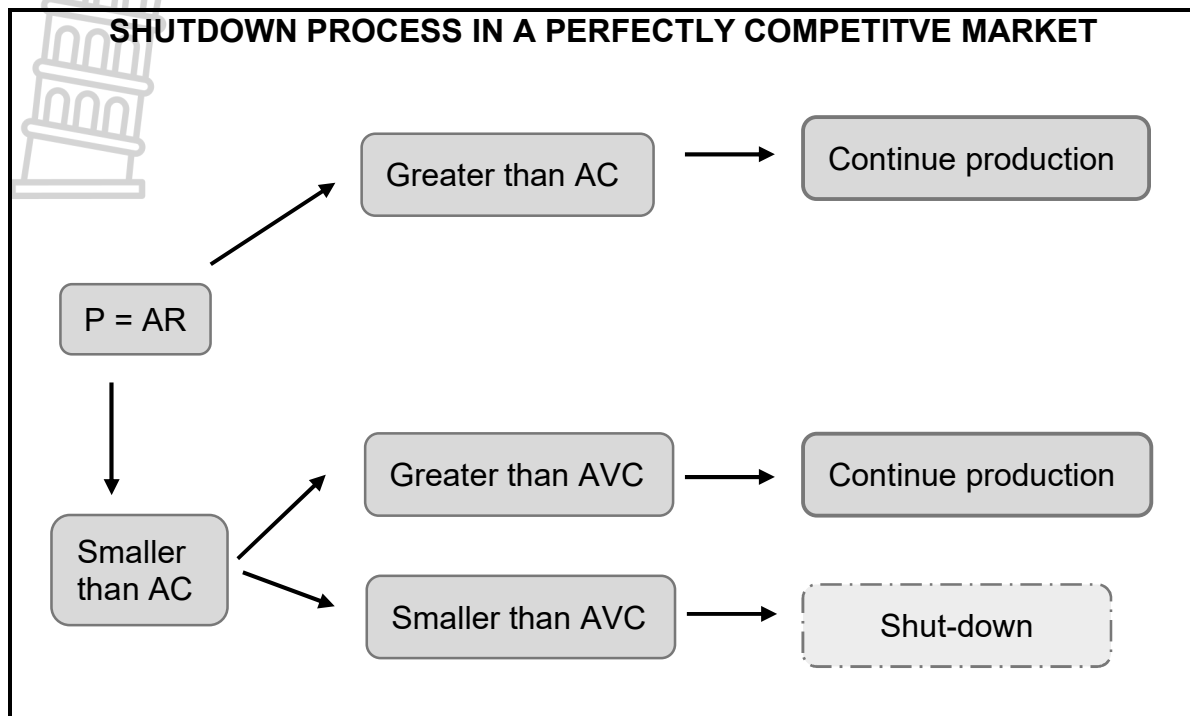 SHUTDOWN PROCESS IN A PERFECTLY COMPETITVE MARKET
Greater than AC
Continue production
P = AR
Greater than AVC
Continue production
Smaller
than AC
Smaller than AVC
Shut-down